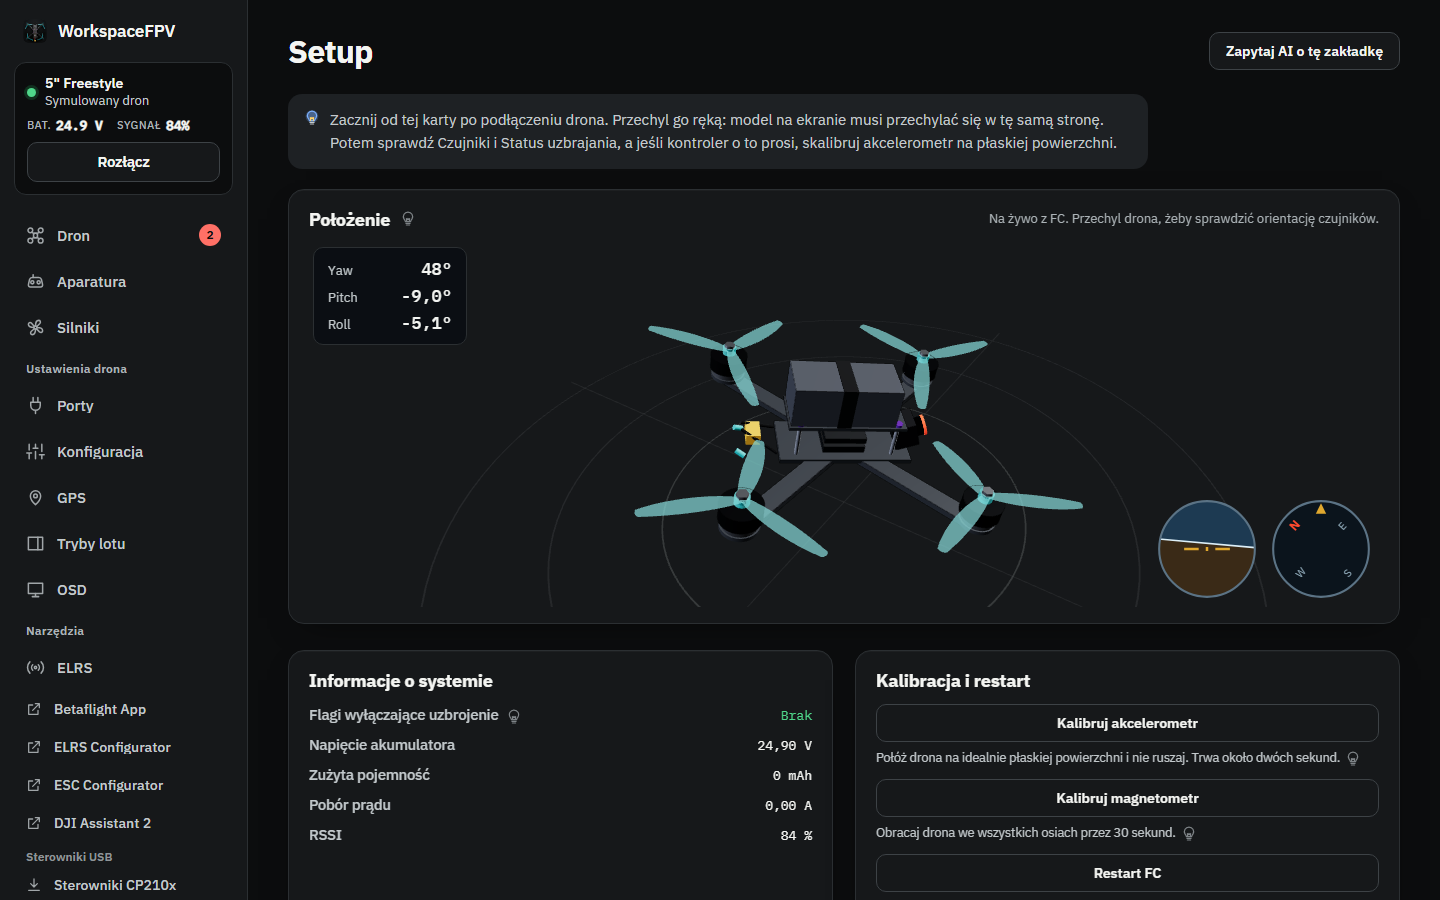 WorkspaceFPV
5" Freestyle
Symulowany dron
BAT. 24.9 V SYGNAŁ 84%
Rozłącz
Dron 2
Aparatura
Silniki
Ustawienia drona
Porty
Konfiguracja
GPS
Tryby lotu
OSD
Narzędzia
ELRS
Betaflight App
ELRS Configurator
ESC Configurator
DJI Assistant 2
Sterowniki USB
Sterowniki CP210x
Setup
Zapytaj AI o tę zakładkę
Zacznij od tej karty po podłączeniu drona. Przechyl go ręką: model na ekranie musi przechylać się w tę samą stronę.
Potem sprawdź Czujniki i Status uzbrajania, a jeśli kontroler o to prosi, skalibruj akcelerometr na płaskiej powierzchni.
Położenie
Na żywo z FC. Przechyl drona, żeby sprawdzić orientację czujników.
Yaw 48°
Pitch -9,0°
Roll -5,1°
N E
W S
Informacje o systemie
Flagi wyłączające uzbrojenie Brak
Napięcie akumulatora 24,90 V
Zużyta pojemność 0 mAh
Pobór prądu 0,00 A
RSSI 84 %
Kalibracja i restart
Kalibruj akcelerometr
Połóż drona na idealnie płaskiej powierzchni i nie ruszaj. Trwa około dwóch sekund.
Kalibruj magnetometr
Obracaj drona we wszystkich osiach przez 30 sekund.
Restart FC